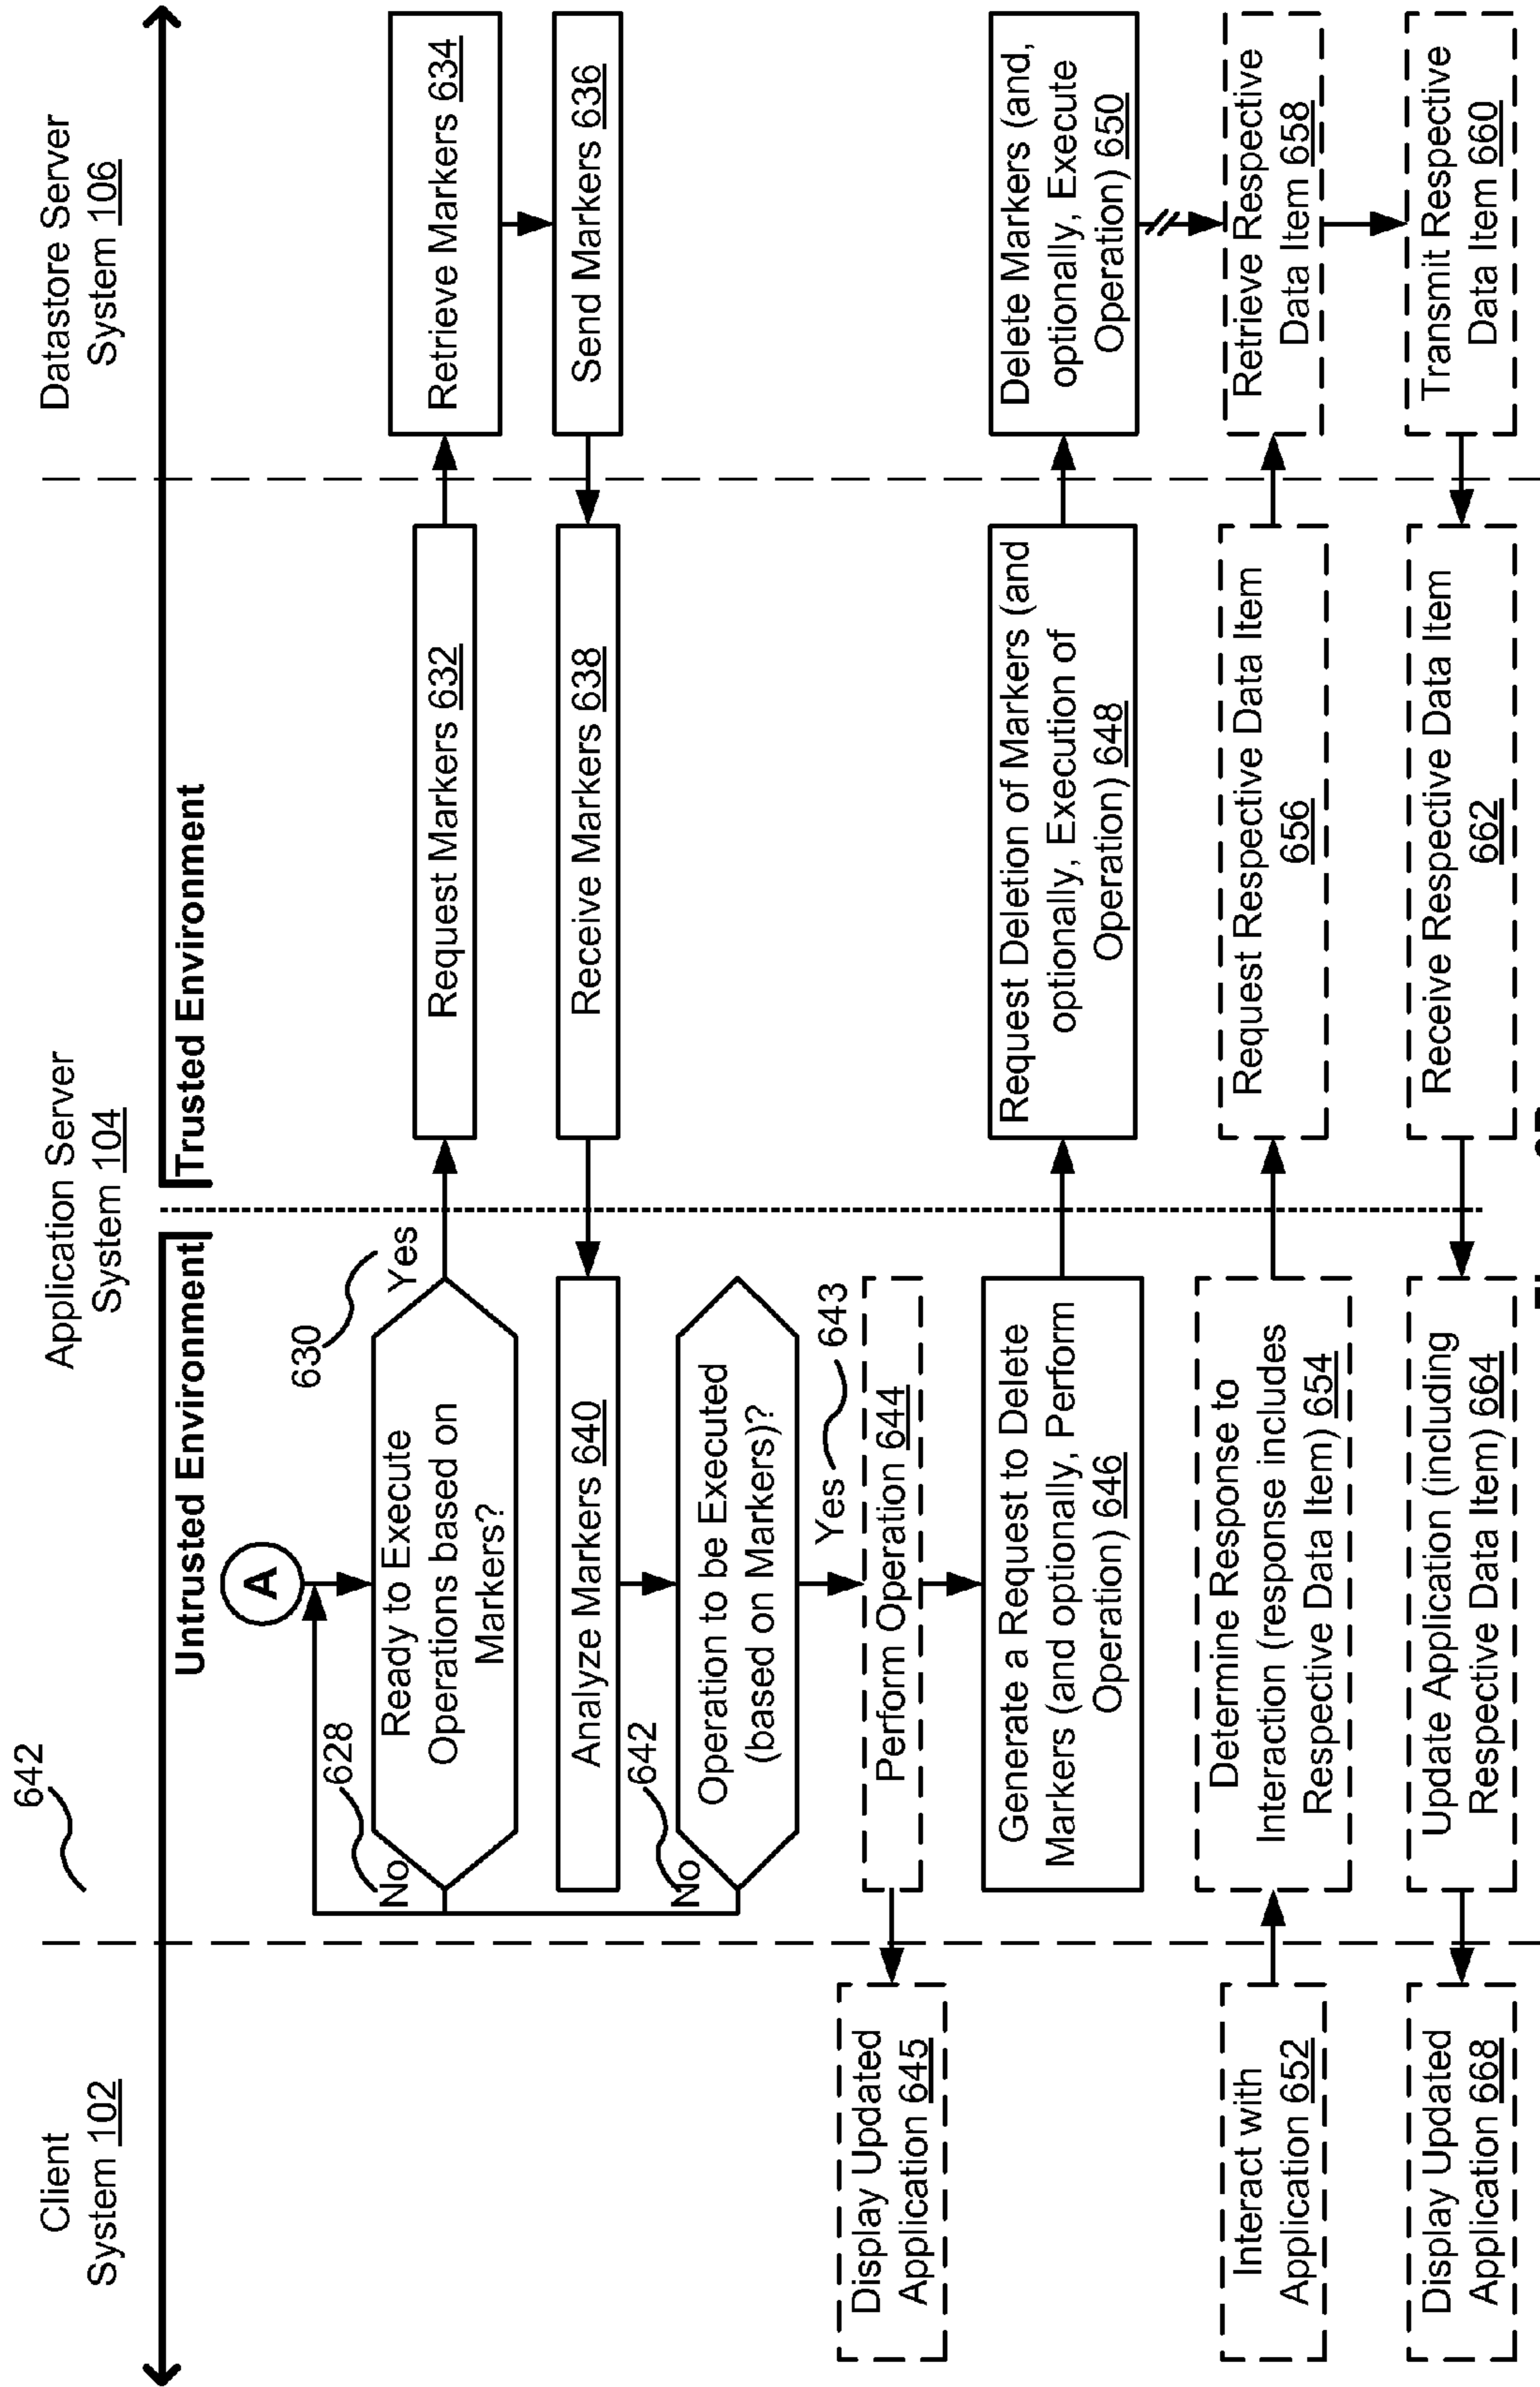 642
Client
System 102
Application Server
System 104
Datastore Server
System 106
Untrusted Environment
Trusted Environment
A
630
628
No
Yes
Ready to Execute
Operations based on
Markers?
Request Markers 632
Retrieve Markers 634
Analyze Markers 640
Receive Markers 638
Send Markers 636
642
No
Operation to be Executed
(based on Markers)?
Yes
643
Display Updated
Application 645
Perform Operation 644
Generate a Request to Delete
Markers (and optionally, Perform
Operation) 646
Request Deletion of Markers (and
optionally, Execution of
Operation) 648
Delete Markers (and,
optionally, Execute
Operation) 650
Interact with
Application 652
Determine Response to
Interaction (response includes
Respective Data Item) 654
Request Respective Data Item
656
Retrieve Respective
Data Item 658
Display Updated
Application 668
Update Application (including
Respective Data Item) 664
Receive Respective Data Item
662
Transmit Respective
Data Item 660